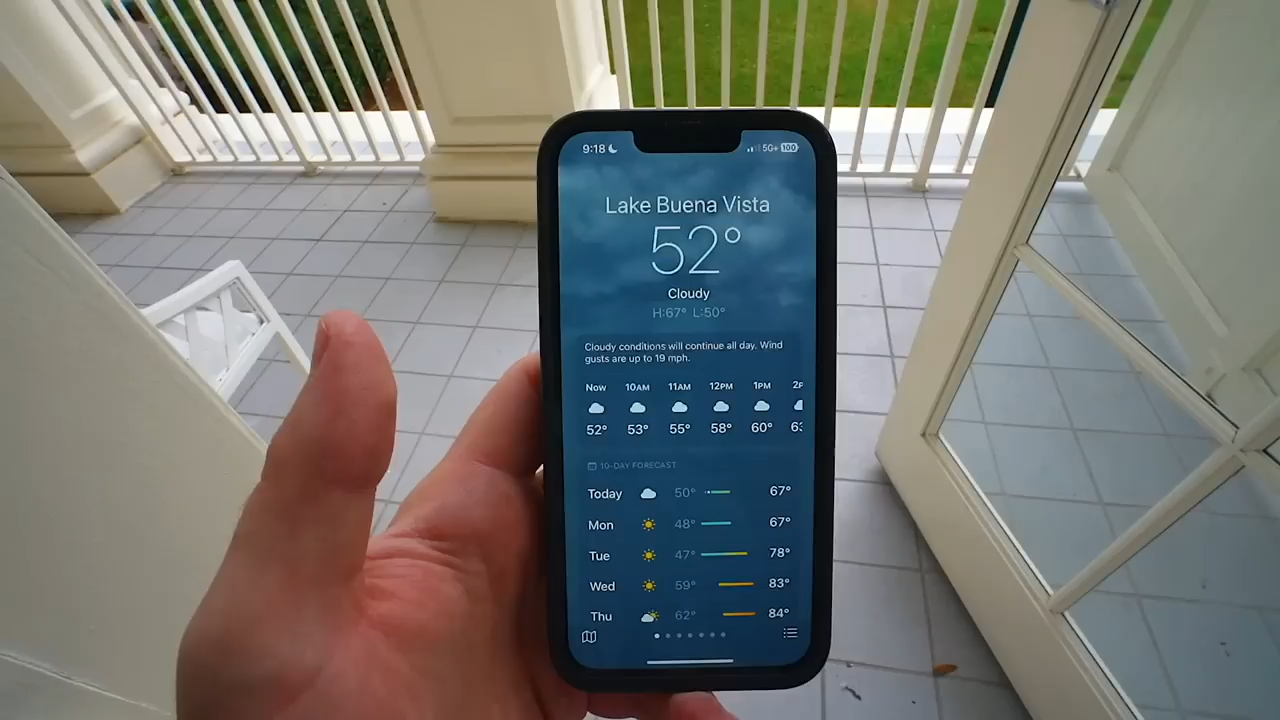 9:18 5G+ 100
Lake Buena Vista
52°
Cloudy
H:67° L:50°
Cloudy conditions will continue all day. Wind
gusts are up to 19 mph.
Now 10AM 11AM 12PM 1PM
52° 53° 55° 58° 60°
10-DAY FORECAST
Today 50° 67°
Mon 48° 67°
Tue 47° 78°
Wed 59° 83°
Thu 62° 84°